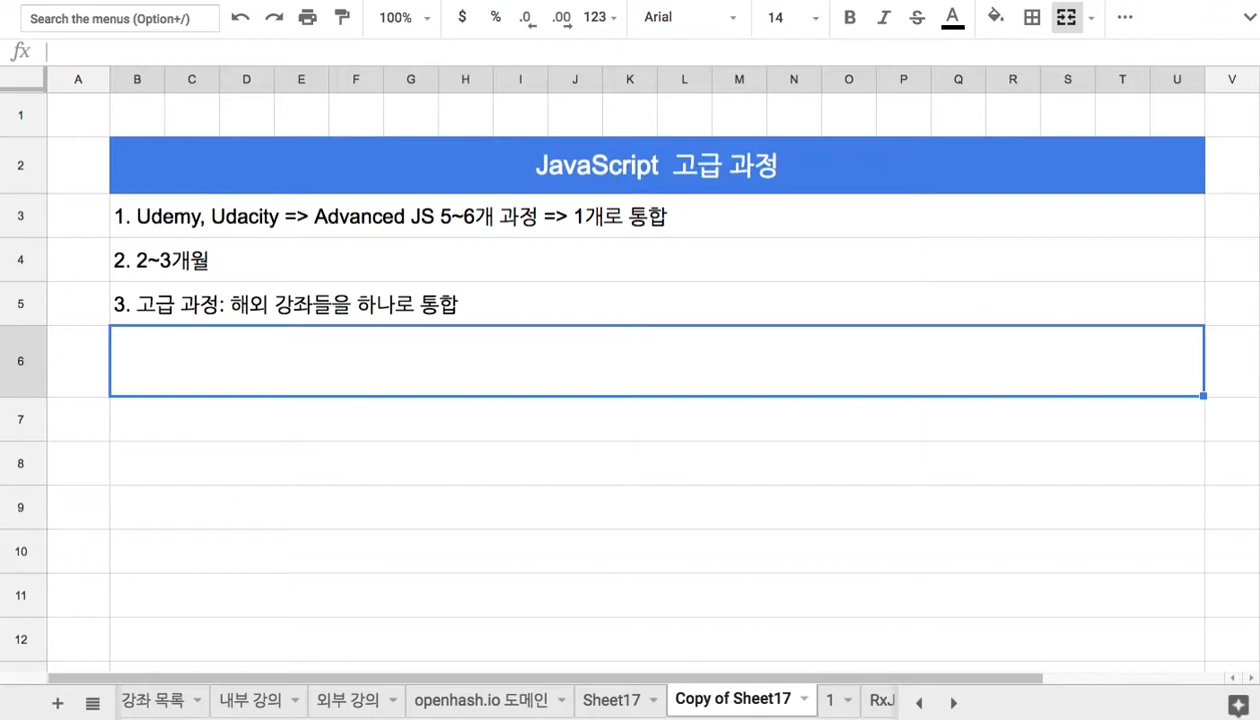 Search the menus (Option+/)
100%
$
%
.0
.00
123
Arial
14
B
I
S
A
fx
A B C D E F G H I J K L M N O P Q R S T U V
1
2 JavaScript 고급 과정
3 1. Udemy, Udacity => Advanced JS 5~6개 과정 => 1개로 통합
4 2. 2~3개월
5 3. 고급 과정: 해외 강좌들을 하나로 통합
6
7
8
9
10
11
12
강좌 목록 내부 강의 외부 강의 openhash.io 도메인 Sheet17 Copy of Sheet17 1 RxJ